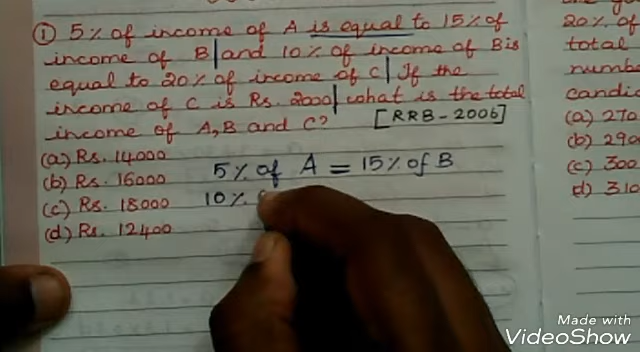 ① 5% of income of A is equal to 15% of
income of B and 10% of income of B is
equal to 20% of income of C If the
income of C is Rs. 2000 what is the total
income of A, B and C? [RRB-2006]
(a) Rs. 14000
(b) Rs. 16000
(c) Rs. 18000
(d) Rs. 12400
5% of A = 15% of B
10%
20% of
total
numbe
candid
(a) 270
(b) 290
(c) 300
(d) 310
Made with
VideoShow